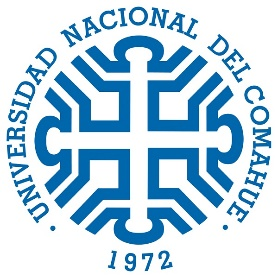 · UNIVERSIDAD NACIONAL DEL COMAHUE ·
1972